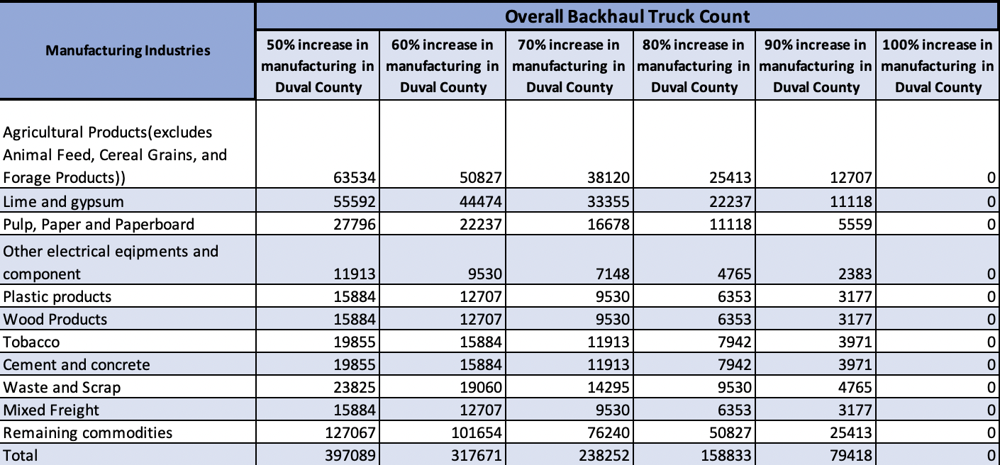 Overall Backhaul Truck Count
Manufacturing Industries
50% increase in manufacturing in Duval County
60% increase in manufacturing in Duval County
70% increase in manufacturing in Duval County
80% increase in manufacturing in Duval County
90% increase in manufacturing in Duval County
100% increase in manufacturing in Duval County
Agricultural Products(excludes
Animal Feed, Cereal Grains, and
Forage Products)) 63534 50827 38120 25413 12707 0
Lime and gypsum 55592 44474 33355 22237 11118 0
Pulp, Paper and Paperboard 27796 22237 16678 11118 5559 0
Other electrical eqipments and
component 11913 9530 7148 4765 2383 0
Plastic products 15884 12707 9530 6353 3177 0
Wood Products 15884 12707 9530 6353 3177 0
Tobacco 19855 15884 11913 7942 3971 0
Cement and concrete 19855 15884 11913 7942 3971 0
Waste and Scrap 23825 19060 14295 9530 4765 0
Mixed Freight 15884 12707 9530 6353 3177 0
Remaining commodities 127067 101654 76240 50827 25413 0
Total 397089 317671 238252 158833 79418 0